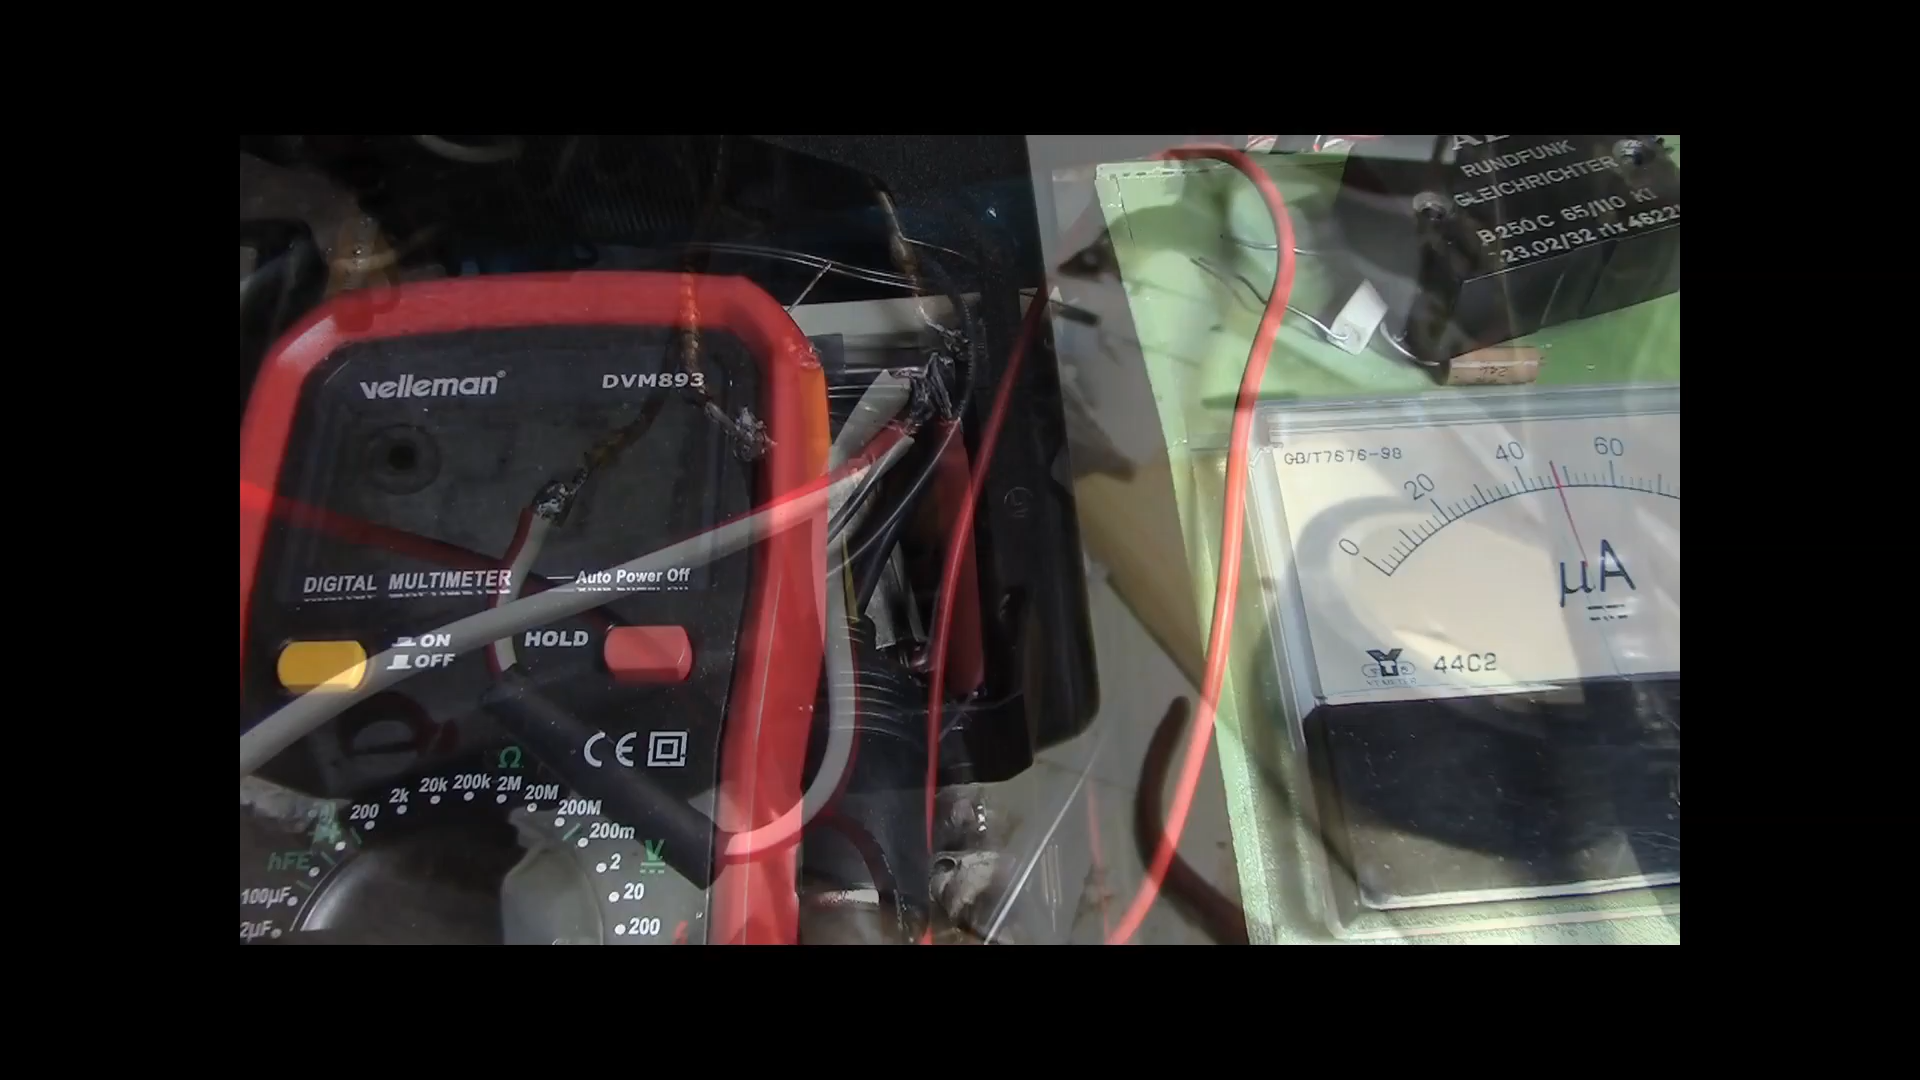 velleman®
DVM893
DIGITAL MULTIMETER
Auto Power Off
ON
OFF
HOLD
CE
Ω
200
2k
20k
200k
2M
20M
200M
200m
2
20
200
V
hFE
100µF
2µF
RUNDFUNK
GLEICHRICHTER
B250C 65/110 KI
GB/T7676-98
0
20
40
60
µA
44C2